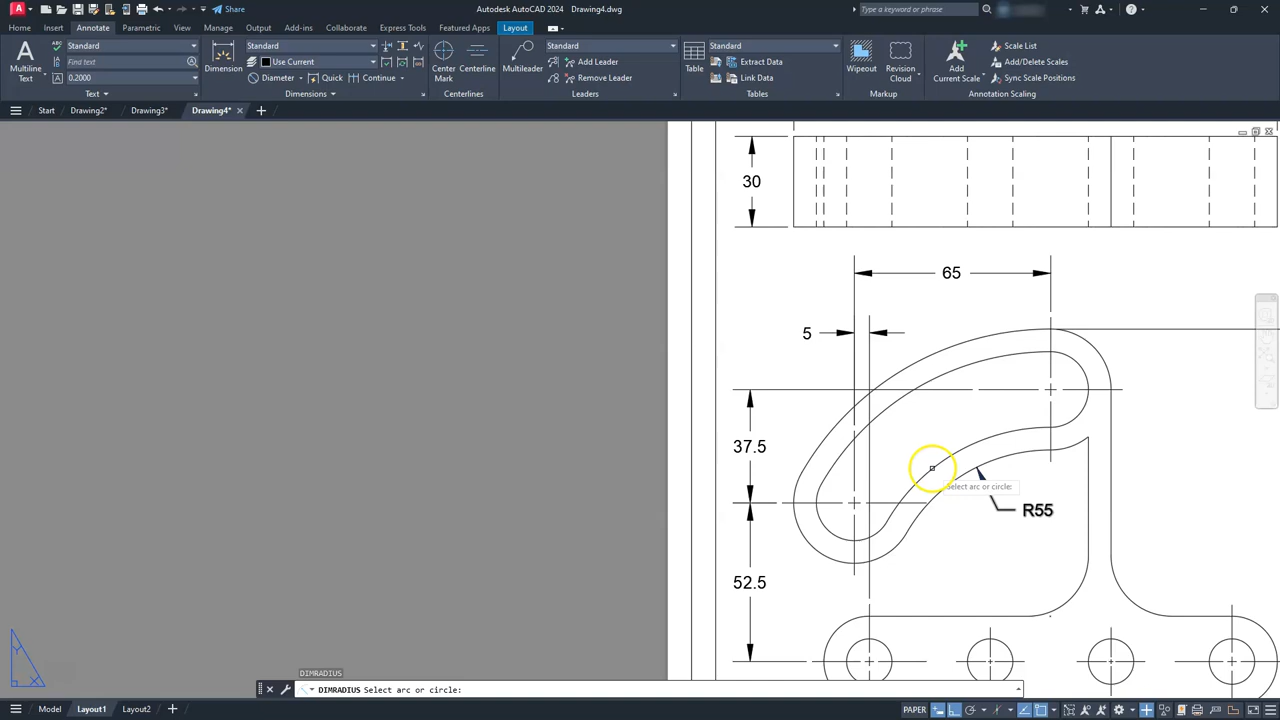 Share
Autodesk AutoCAD 2024 Drawing4.dwg
Type a keyword or phrase
Home Insert Annotate Parametric View Manage Output Add-ins Collaborate Express Tools Featured Apps Layout
Multiline
Text
Standard
Find text
0.2000
Text
Dimension
Standard
Use Current
Diameter Quick Continue
Dimensions
Center
Mark
Centerline
Centerlines
Multileader
Standard
Add Leader
Remove Leader
Leaders
Table
Standard
Extract Data
Link Data
Tables
Wipeout
Revision
Cloud
Markup
Add
Current Scale
Scale List
Add/Delete Scales
Sync Scale Positions
Annotation Scaling
Start Drawing2* Drawing3* Drawing4*
30
65
5
37.5
Select arc or circle:
R55
52.5
Y
X
DIMRADIUS
DIMRADIUS Select arc or circle:
Model Layout1 Layout2
PAPER